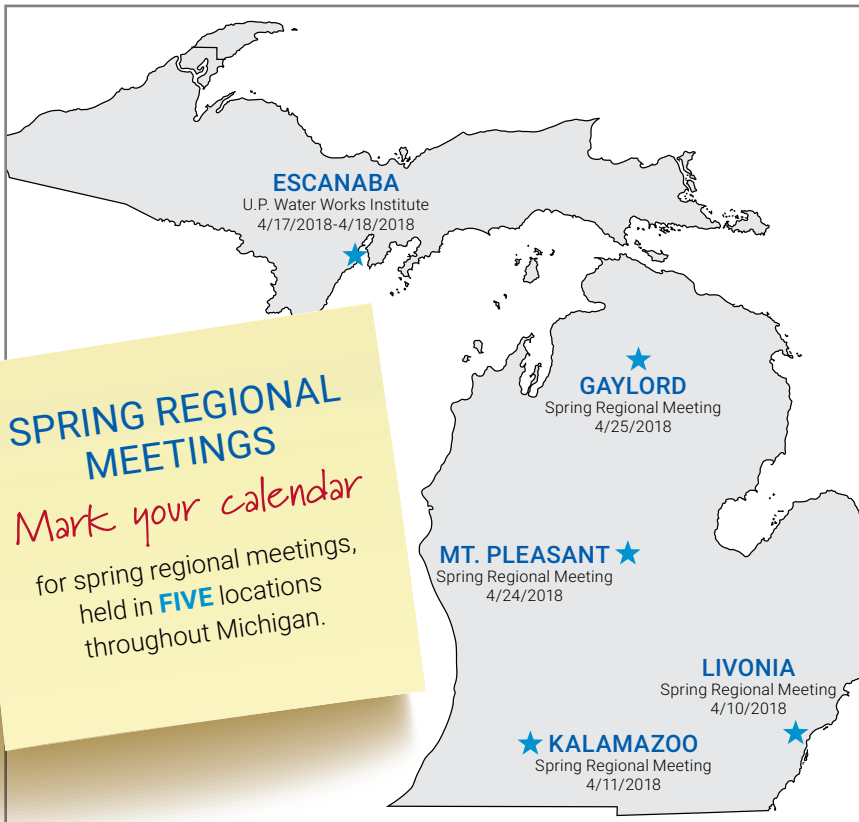 ESCANABA
U.P. Water Works Institute
4/17/2018-4/18/2018
GAYLORD
Spring Regional Meeting
4/25/2018
SPRING REGIONAL
MEETINGS
Mark your calendar
for spring regional meetings,
held in FIVE locations
throughout Michigan.
MT. PLEASANT
Spring Regional Meeting
4/24/2018
LIVONIA
Spring Regional Meeting
4/10/2018
KALAMAZOO
Spring Regional Meeting
4/11/2018